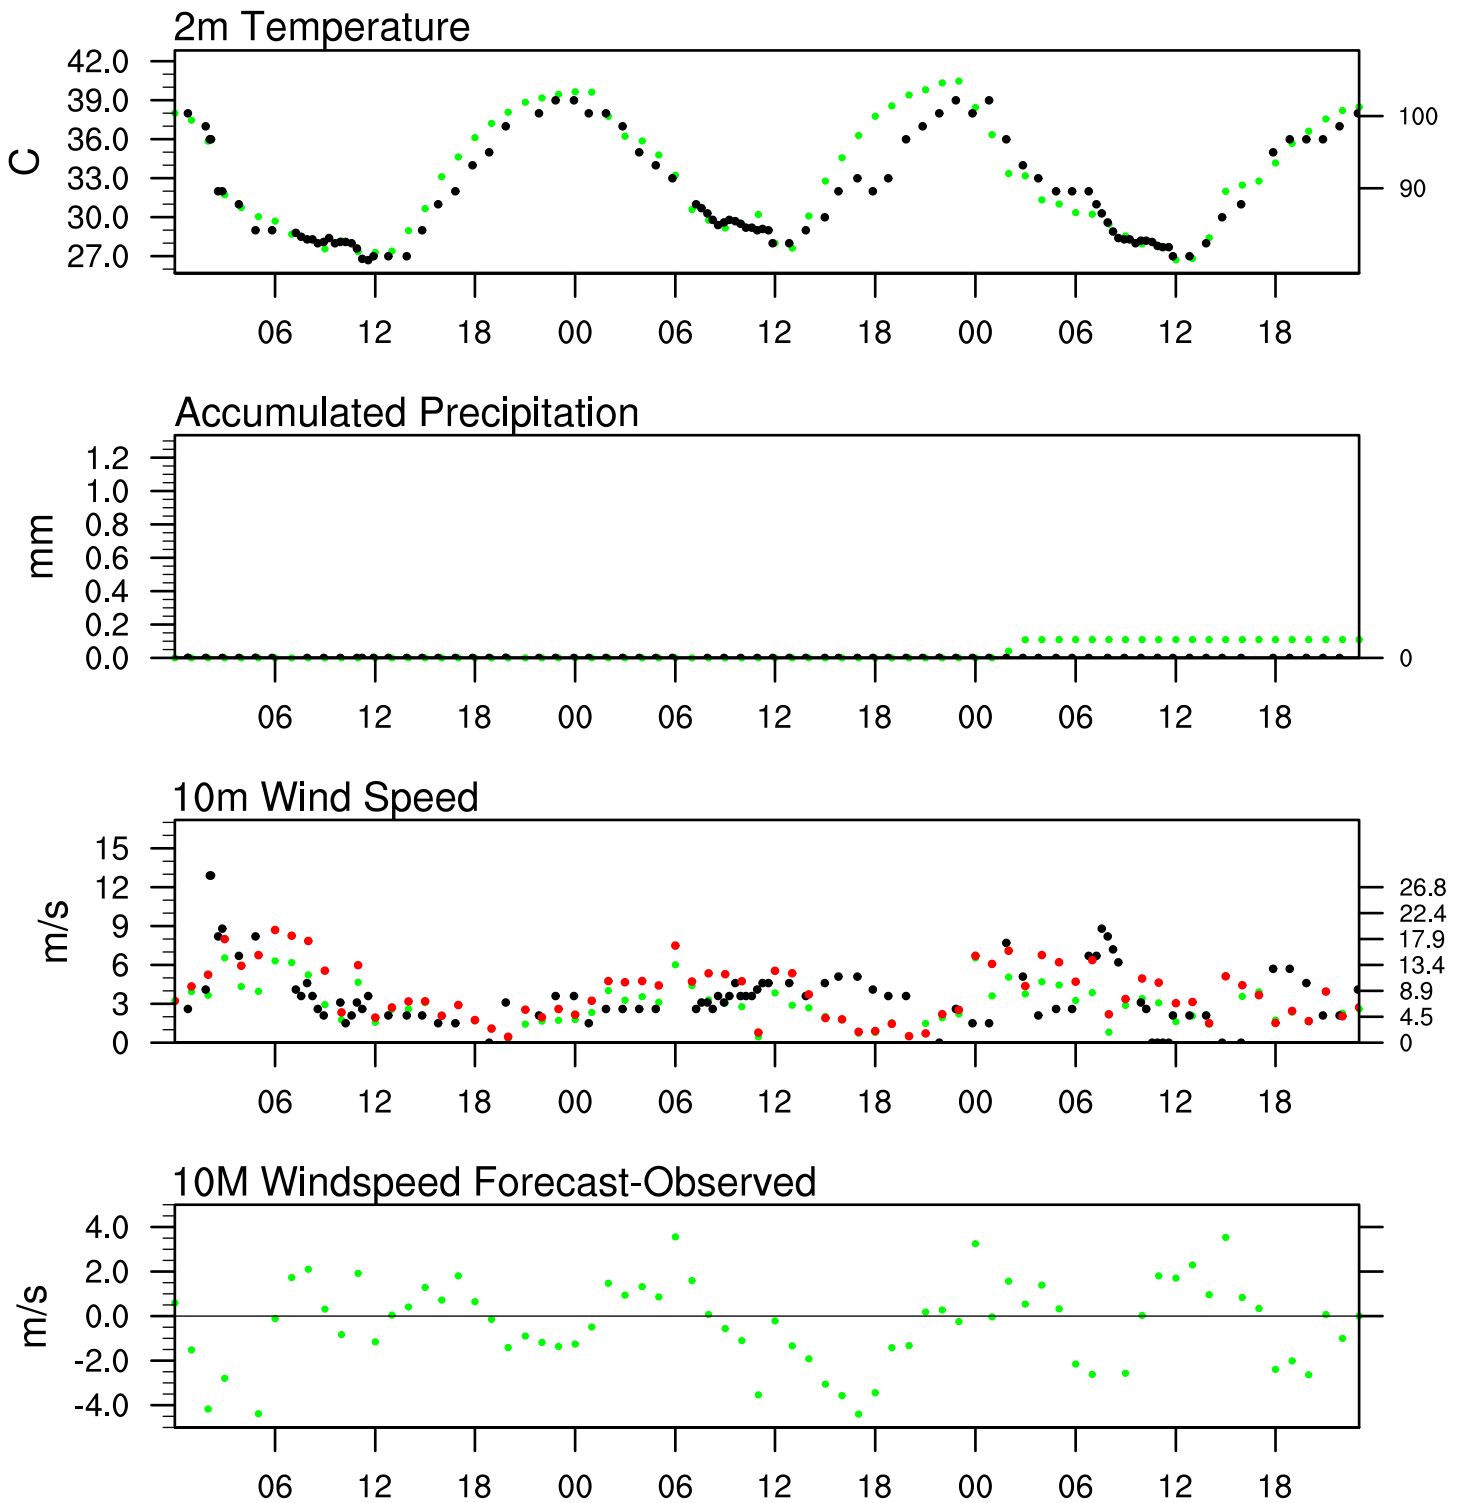 2m Temperature
42.0
39.0
36.0
33.0
30.0
27.0
C
100
90
06 12 18 00 06 12 18 00 06 12 18
Accumulated Precipitation
1.2
1.0
0.8
0.6
0.4
0.2
0.0
mm
0
06 12 18 00 06 12 18 00 06 12 18
10m Wind Speed
15
12
9
6
3
0
m/s
26.8
22.4
17.9
13.4
8.9
4.5
0
06 12 18 00 06 12 18 00 06 12 18
10M Windspeed Forecast-Observed
4.0
2.0
0.0
-2.0
-4.0
m/s
06 12 18 00 06 12 18 00 06 12 18